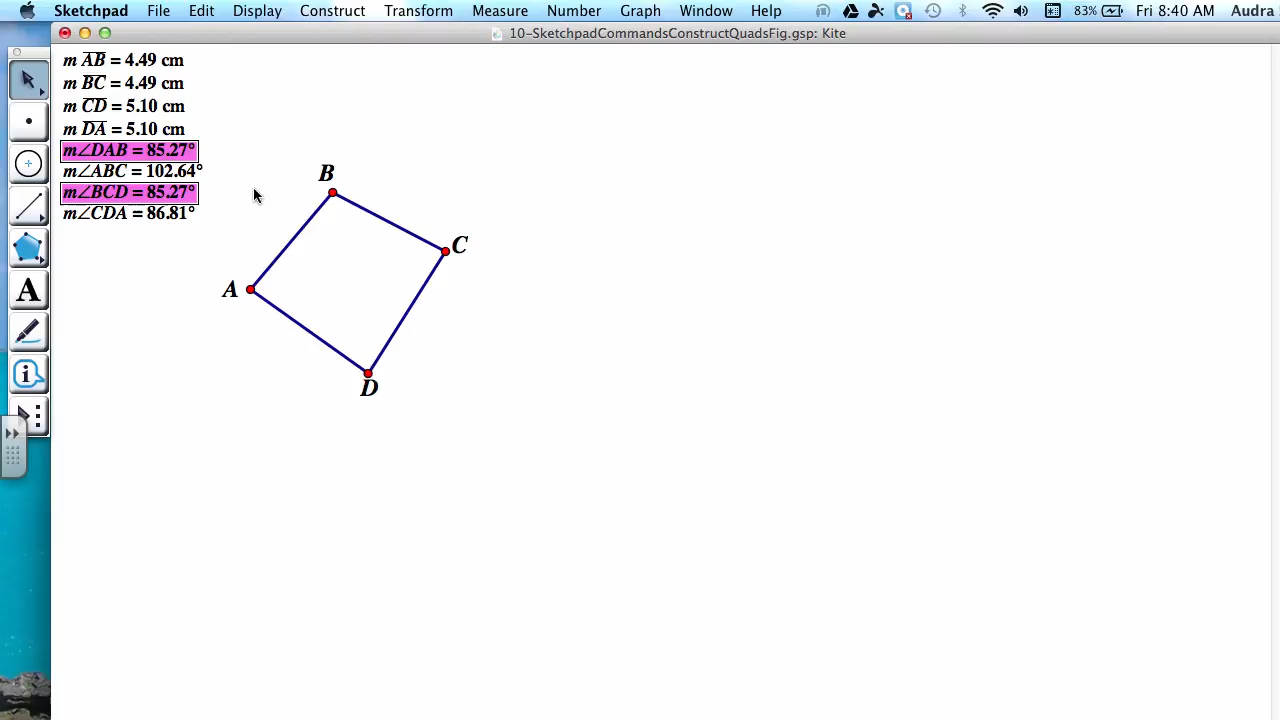 Sketchpad File Edit Display Construct Transform Measure Number Graph Window Help 83% Fri 8:40 AM Audra
10-SketchpadCommandsConstructQuadsFig.gsp: Kite
m AB = 4.49 cm
m BC = 4.49 cm
m CD = 5.10 cm
m DA = 5.10 cm
m∠DAB = 85.27°
m∠ABC = 102.64°
m∠BCD = 85.27°
m∠CDA = 86.81°
B
C
A
D
A
i